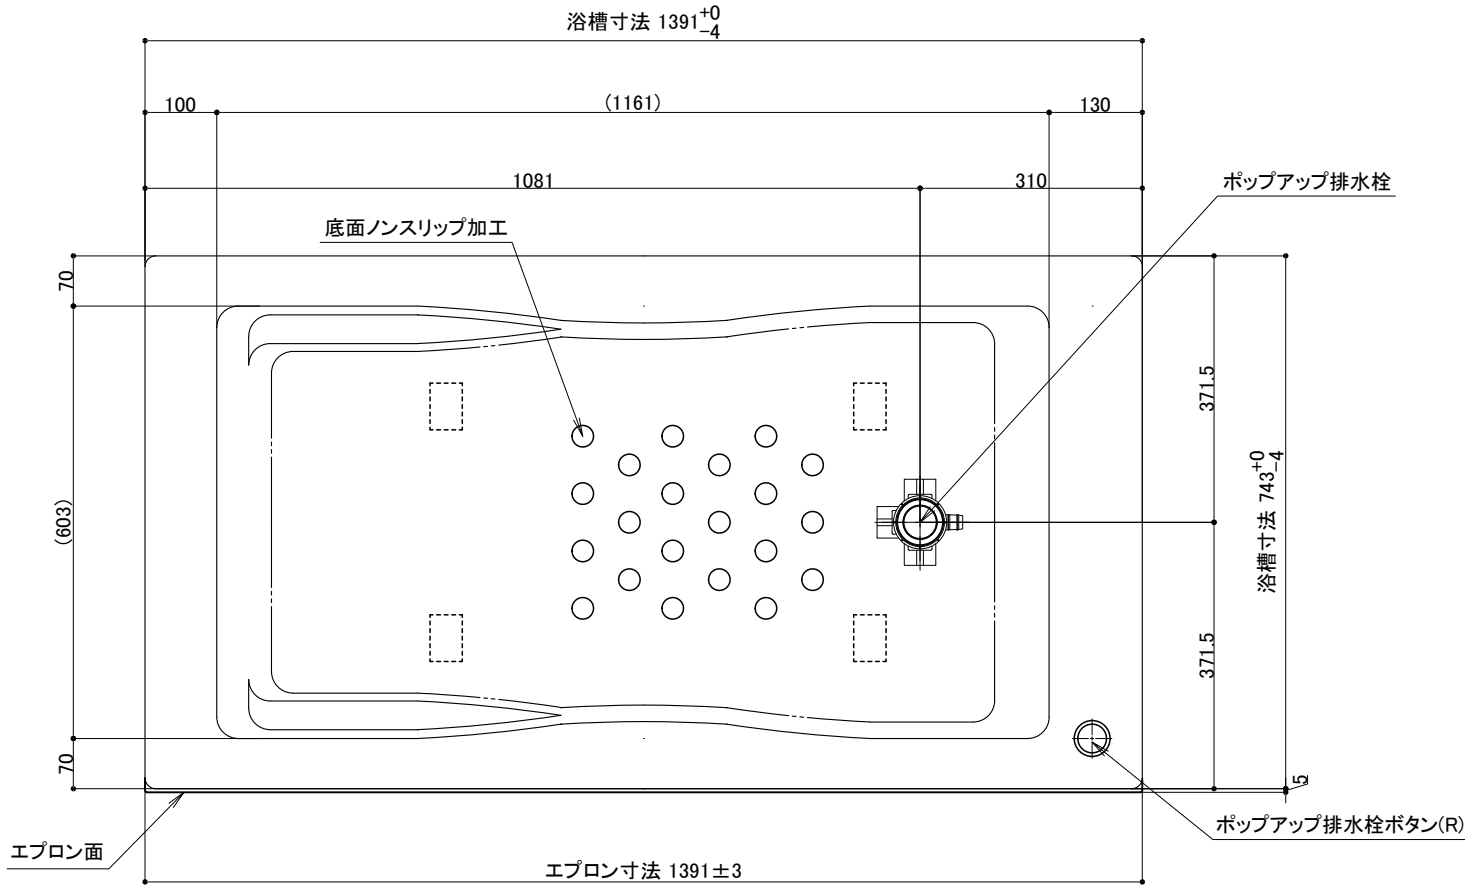 浴槽寸法 1391 +0 -4
100
(1161)
130
1081
310
ポップアップ排水栓
底面ノンスリップ加工
70
371.5
(603)
浴槽寸法 743 +0 -4
371.5
70
5
ポップアップ排水栓ボタン(R)
エプロン面
エプロン寸法 1391±3